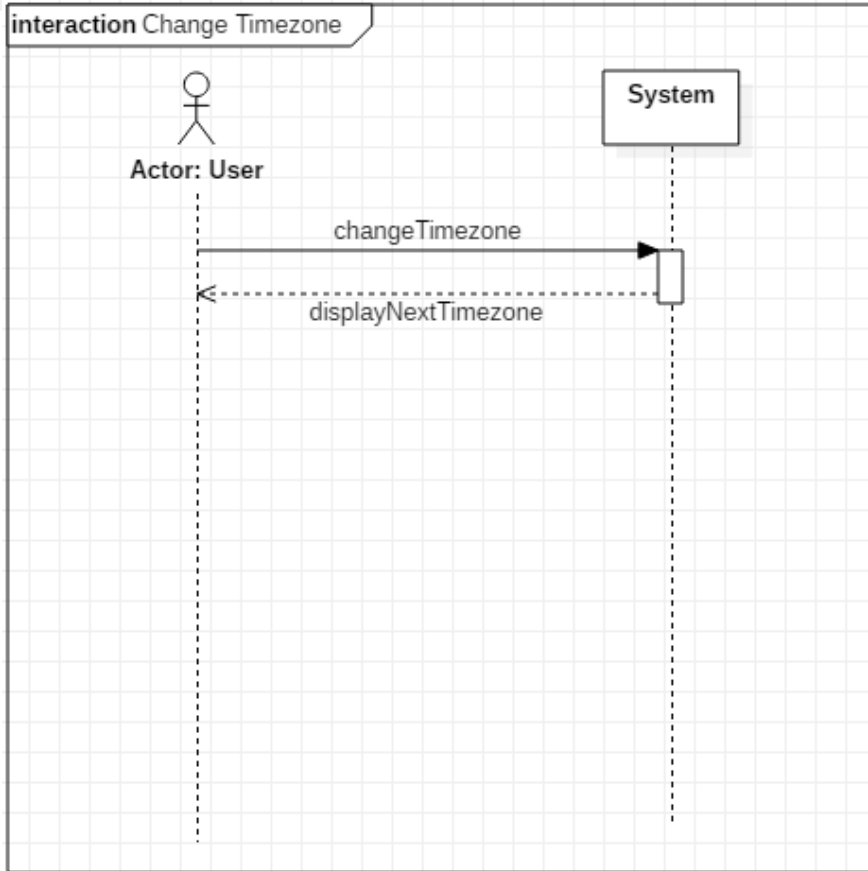 interaction Change Timezone
System
Actor: User
changeTimezone
displayNextTimezone